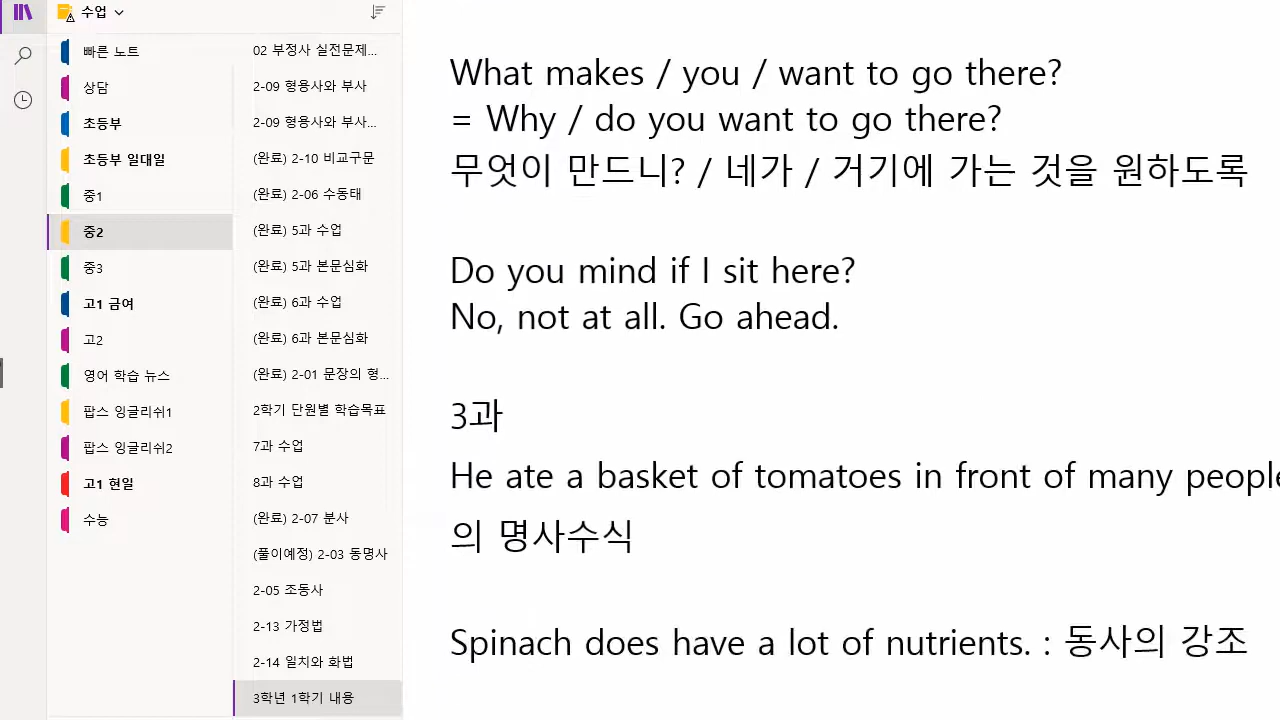 수업
빠른 노트
상담
초등부
초등부 일대일
중1
중2
중3
고1 금여
고2
영어 학습 뉴스
팝스 잉글리쉬1
팝스 잉글리쉬2
고1 현일
수능
02 부정사 실전문제...
2-09 형용사와 부사
2-09 형용사와 부사...
(완료) 2-10 비교구문
(완료) 2-06 수동태
(완료) 5과 수업
(완료) 5과 본문심화
(완료) 6과 수업
(완료) 6과 본문심화
(완료) 2-01 문장의 형...
2학기 단원별 학습목표
7과 수업
8과 수업
(완료) 2-07 분사
(풀이예정) 2-03 동명사
2-05 조동사
2-13 가정법
2-14 일치와 화법
3학년 1학기 내용
What makes / you / want to go there?
= Why / do you want to go there?
무엇이 만드니? / 네가 / 거기에 가는 것을 원하도록
Do you mind if I sit here?
No, not at all. Go ahead.
3과
He ate a basket of tomatoes in front of many people
의 명사수식
Spinach does have a lot of nutrients. : 동사의 강조